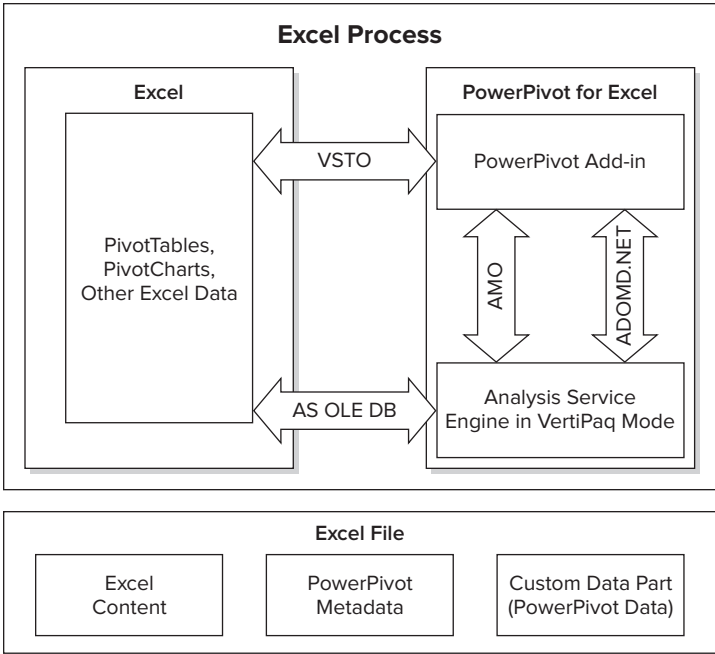 Excel Process
Excel
PowerPivot for Excel
VSTO
PowerPivot Add-in
PivotTables,
PivotCharts,
Other Excel Data
AMO
ADOMD.NET
AS OLE DB
Analysis Service
Engine in VertiPaq Mode
Excel File
Excel
Content
PowerPivot
Metadata
Custom Data Part
(PowerPivot Data)